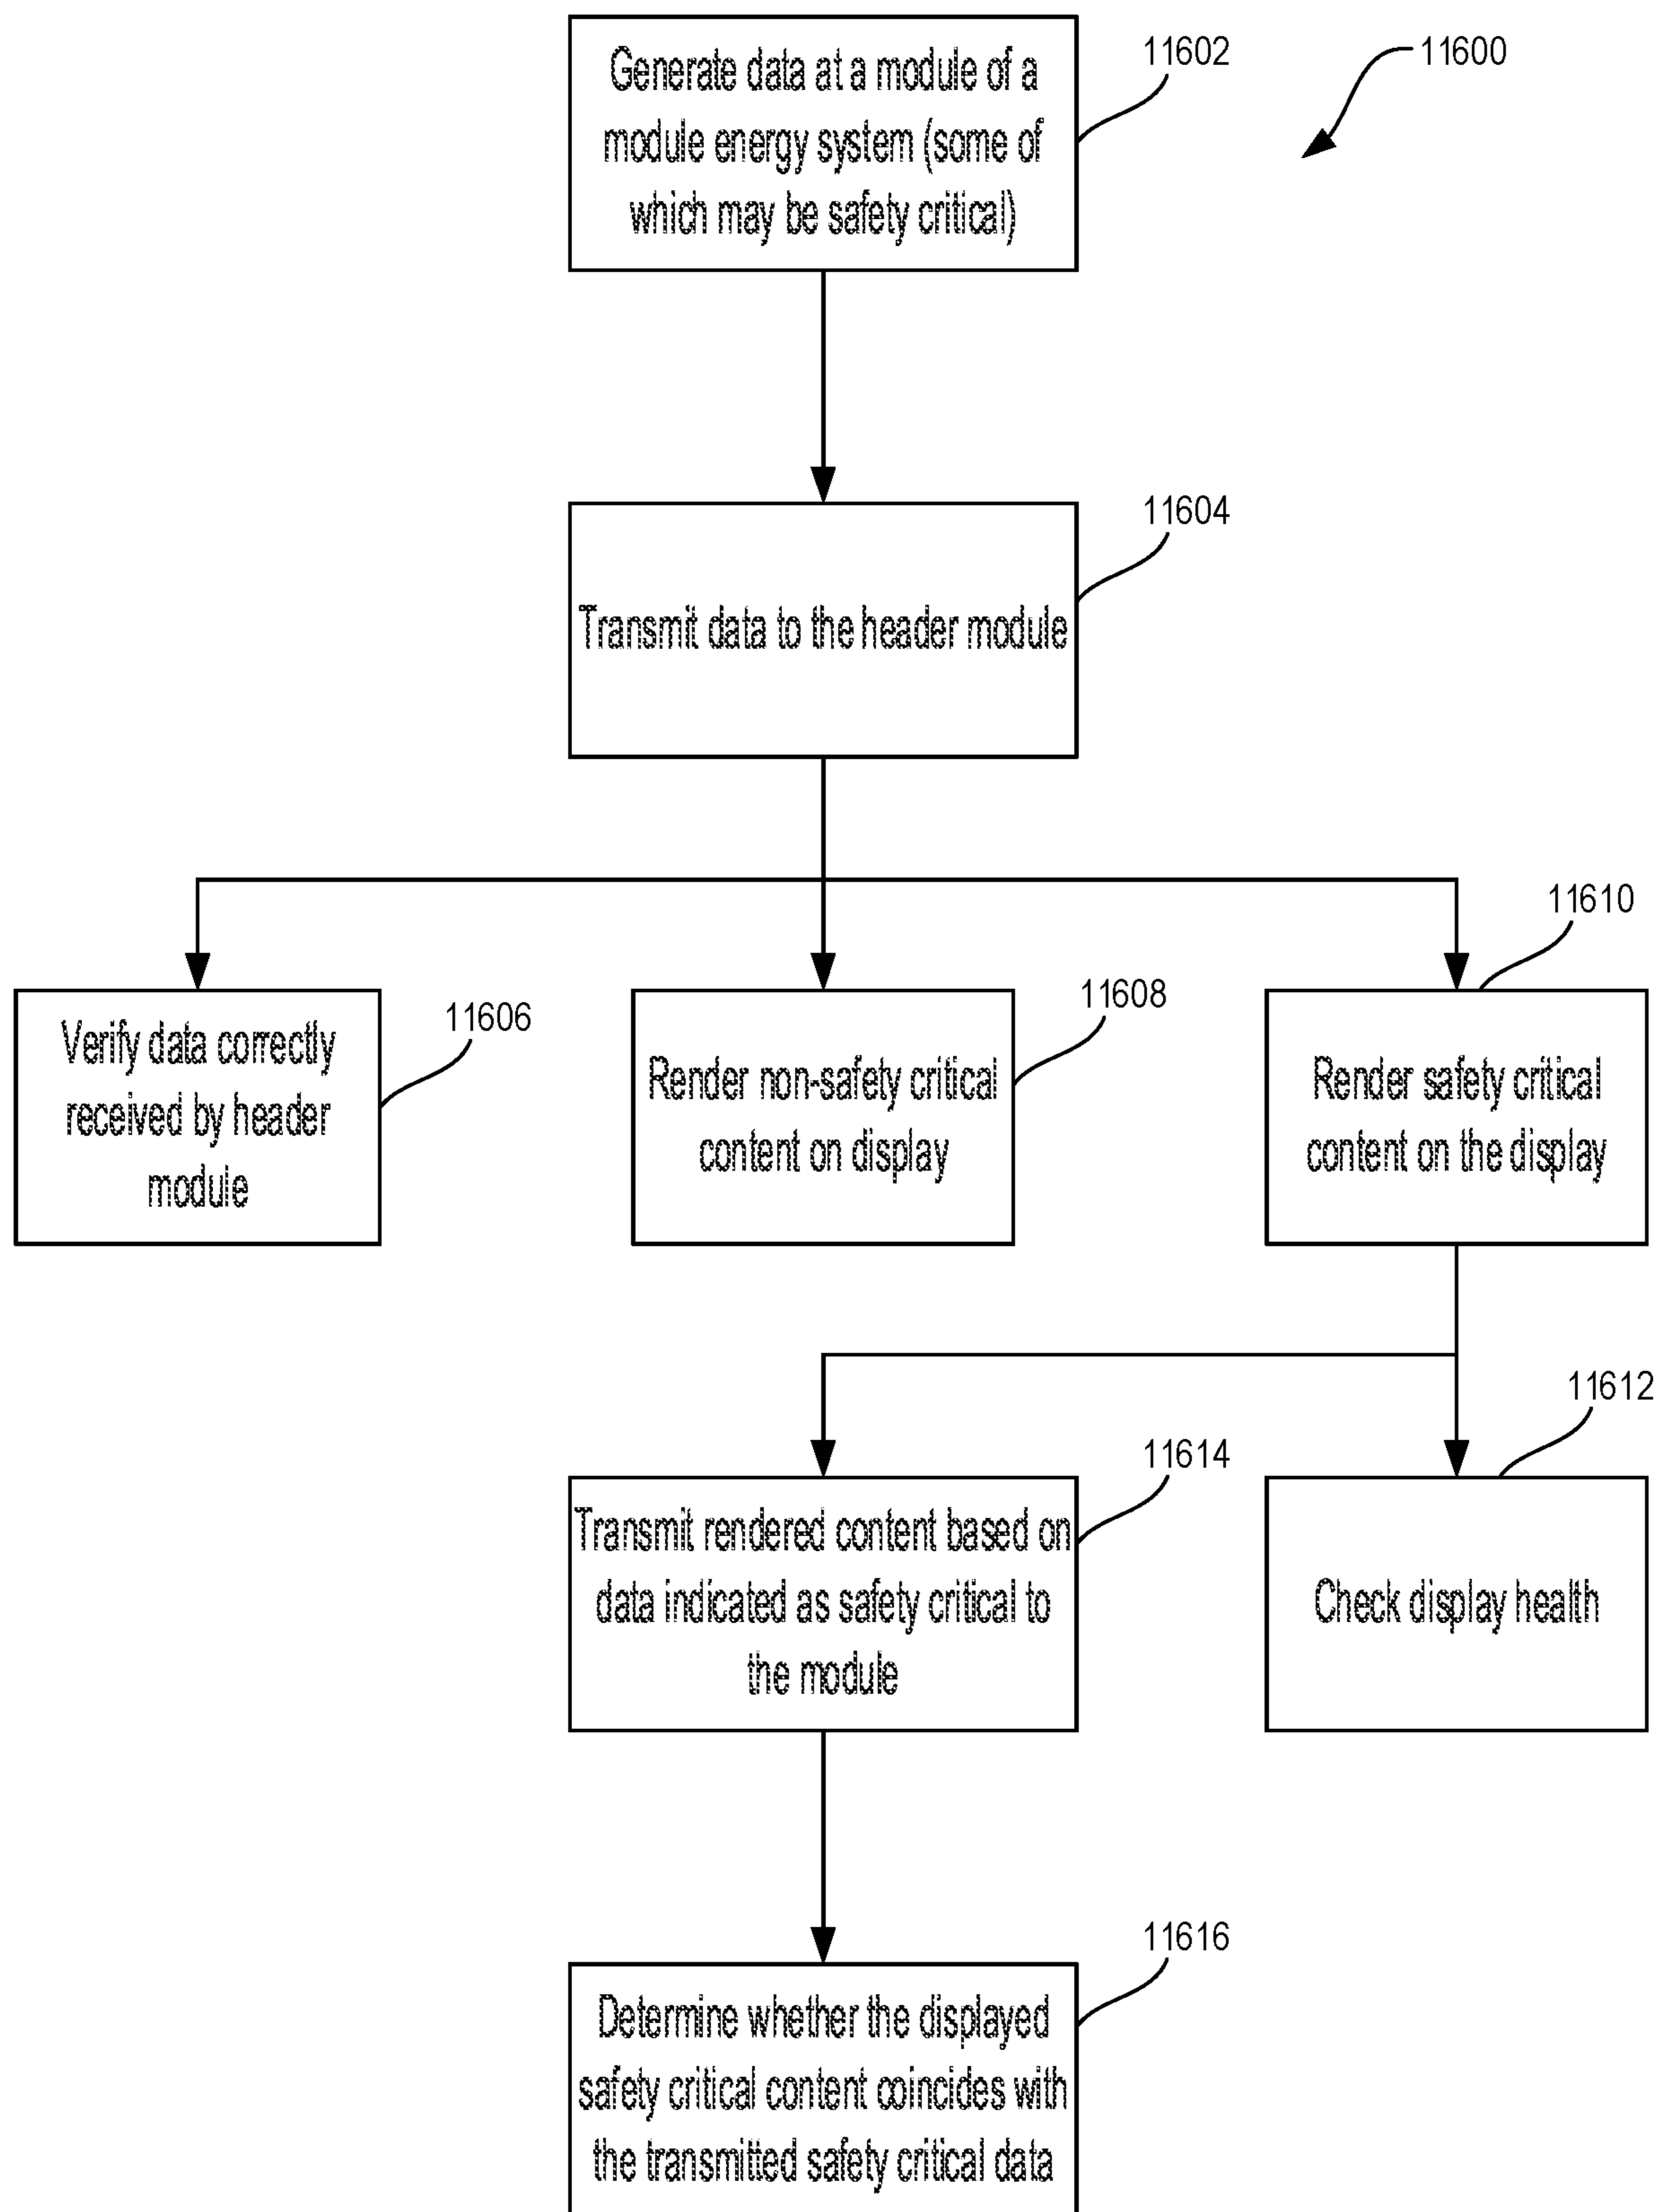 Generate data at a module of a
module energy system (some of
which may be safety critical)
11602
11600
Transmit data to the header module
11604
Verify data correctly
received by header
module
11606
Render non-safety critical
content on display
11608
Render safety critical
content on the display
11610
Transmit rendered content based on
data indicated as safety critical to
the module
11614
Check display health
11612
Determine whether the displayed
safety critical content coincides with
the transmitted safety critical data
11616